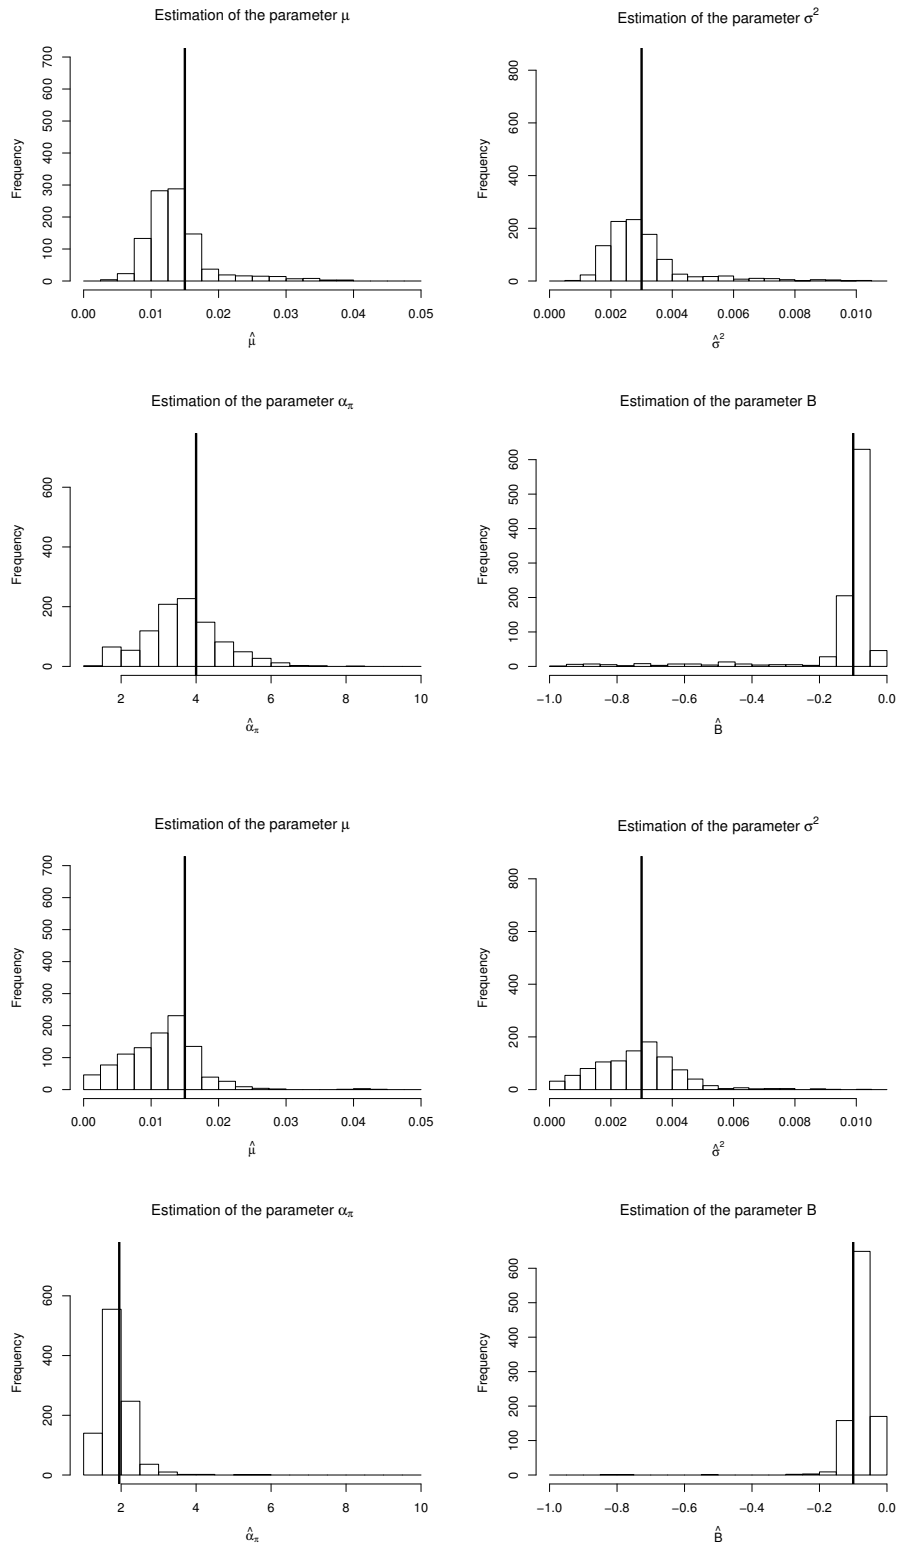 Estimation of the parameter μ
Frequency
0 100 200 300 400 500 600 700
0.00 0.01 0.02 0.03 0.04 0.05
μ̂
Estimation of the parameter σ²
Frequency
0 200 400 600 800
0.000 0.002 0.004 0.006 0.008 0.010
σ̂²
Estimation of the parameter απ
Frequency
0 200 400 600
2 4 6 8 10
α̂π
Estimation of the parameter B
Frequency
0 100 200 300 400 500 600
−1.0 −0.8 −0.6 −0.4 −0.2 0.0
B̂
Estimation of the parameter μ
Frequency
0 100 200 300 400 500 600 700
0.00 0.01 0.02 0.03 0.04 0.05
μ̂
Estimation of the parameter σ²
Frequency
0 200 400 600 800
0.000 0.002 0.004 0.006 0.008 0.010
σ̂²
Estimation of the parameter απ
Frequency
0 200 400 600
2 4 6 8 10
α̂π
Estimation of the parameter B
Frequency
0 100 200 300 400 500 600
−1.0 −0.8 −0.6 −0.4 −0.2 0.0
B̂